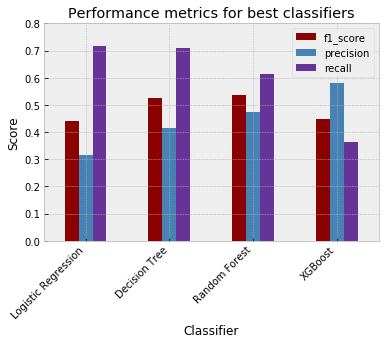 Performance metrics for best classifiers
f1_score
precision
recall
Score
0.8
0.7
0.6
0.5
0.4
0.3
0.2
0.1
0.0
Logistic Regression
Decision Tree
Random Forest
XGBoost
Classifier